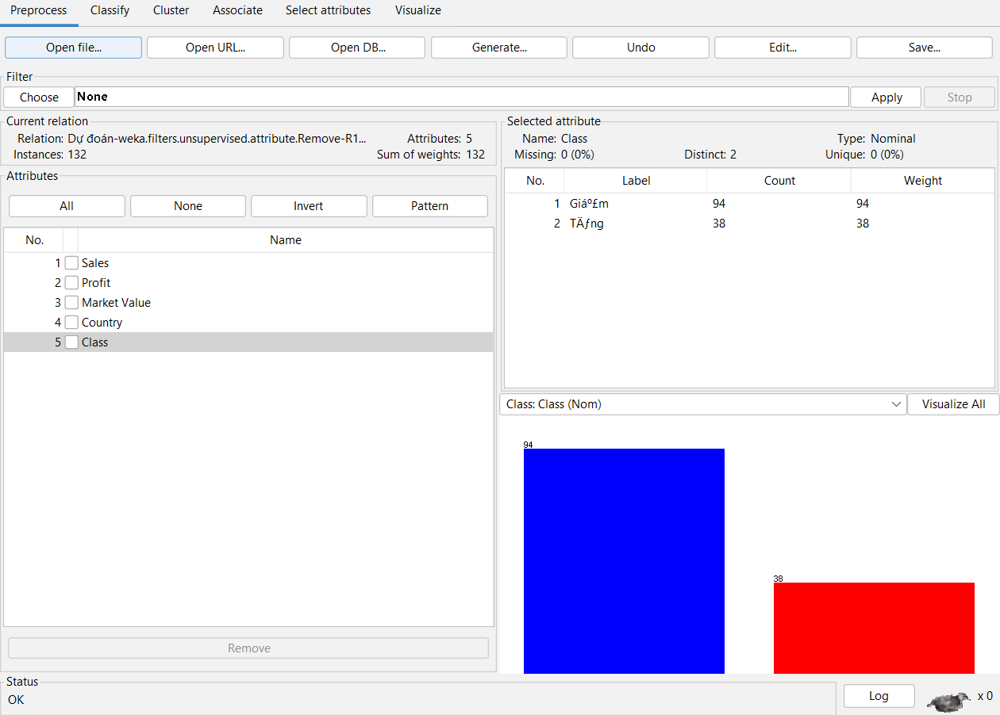 Preprocess Classify Cluster Associate Select attributes Visualize
Open file... Open URL... Open DB... Generate... Undo Edit... Save...
Filter
Choose None Apply Stop
Current relation
Relation: Dự đoán-weka.filters.unsupervised.attribute.Remove-R1... Attributes: 5
Instances: 132 Sum of weights: 132
Attributes
All None Invert Pattern
No. Name
1 Sales
2 Profit
3 Market Value
4 Country
5 Class
Remove
Selected attribute
Name: Class Type: Nominal
Missing: 0 (0%) Distinct: 2 Unique: 0 (0%)
No. Label Count Weight
1 Giáº£m 94 94
2 TÄƒng 38 38
Class: Class (Nom) Visualize All
94
38
Status
OK
Log x 0